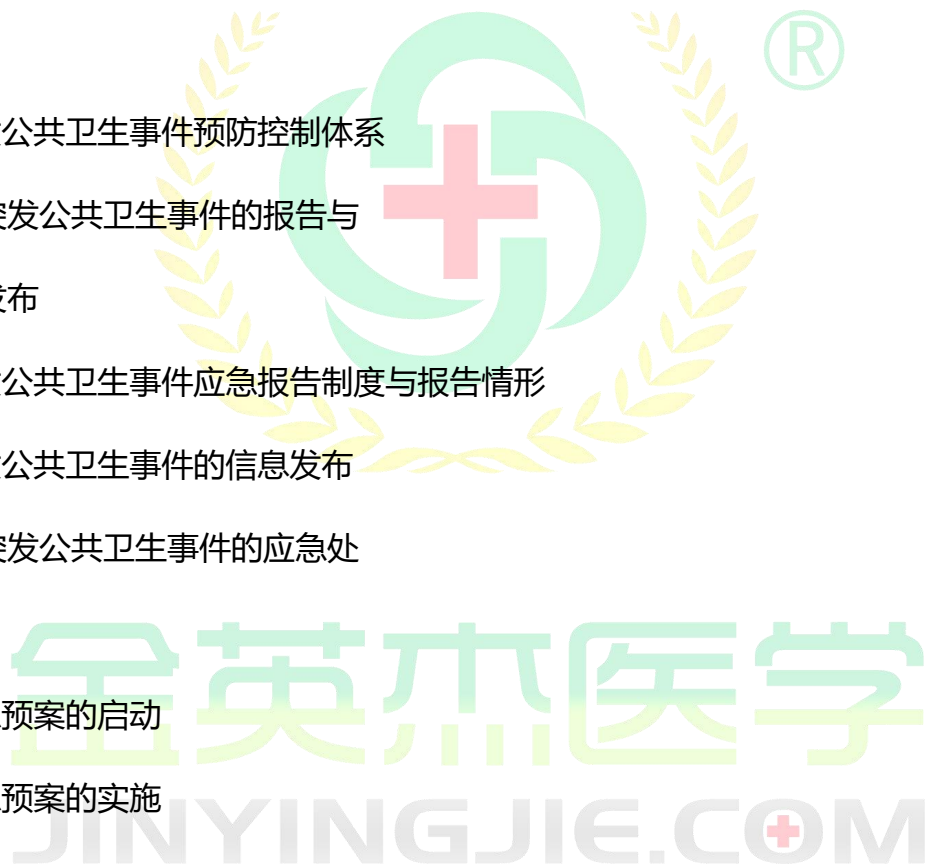 ®
公共卫生事件预防控制体系
发公共卫生事件的报告与
布
公共卫生事件应急报告制度与报告情形
公共卫生事件的信息发布
发公共卫生事件的应急处
预案的启动
预案的实施
金英杰医学
JINYINGJIE.COM